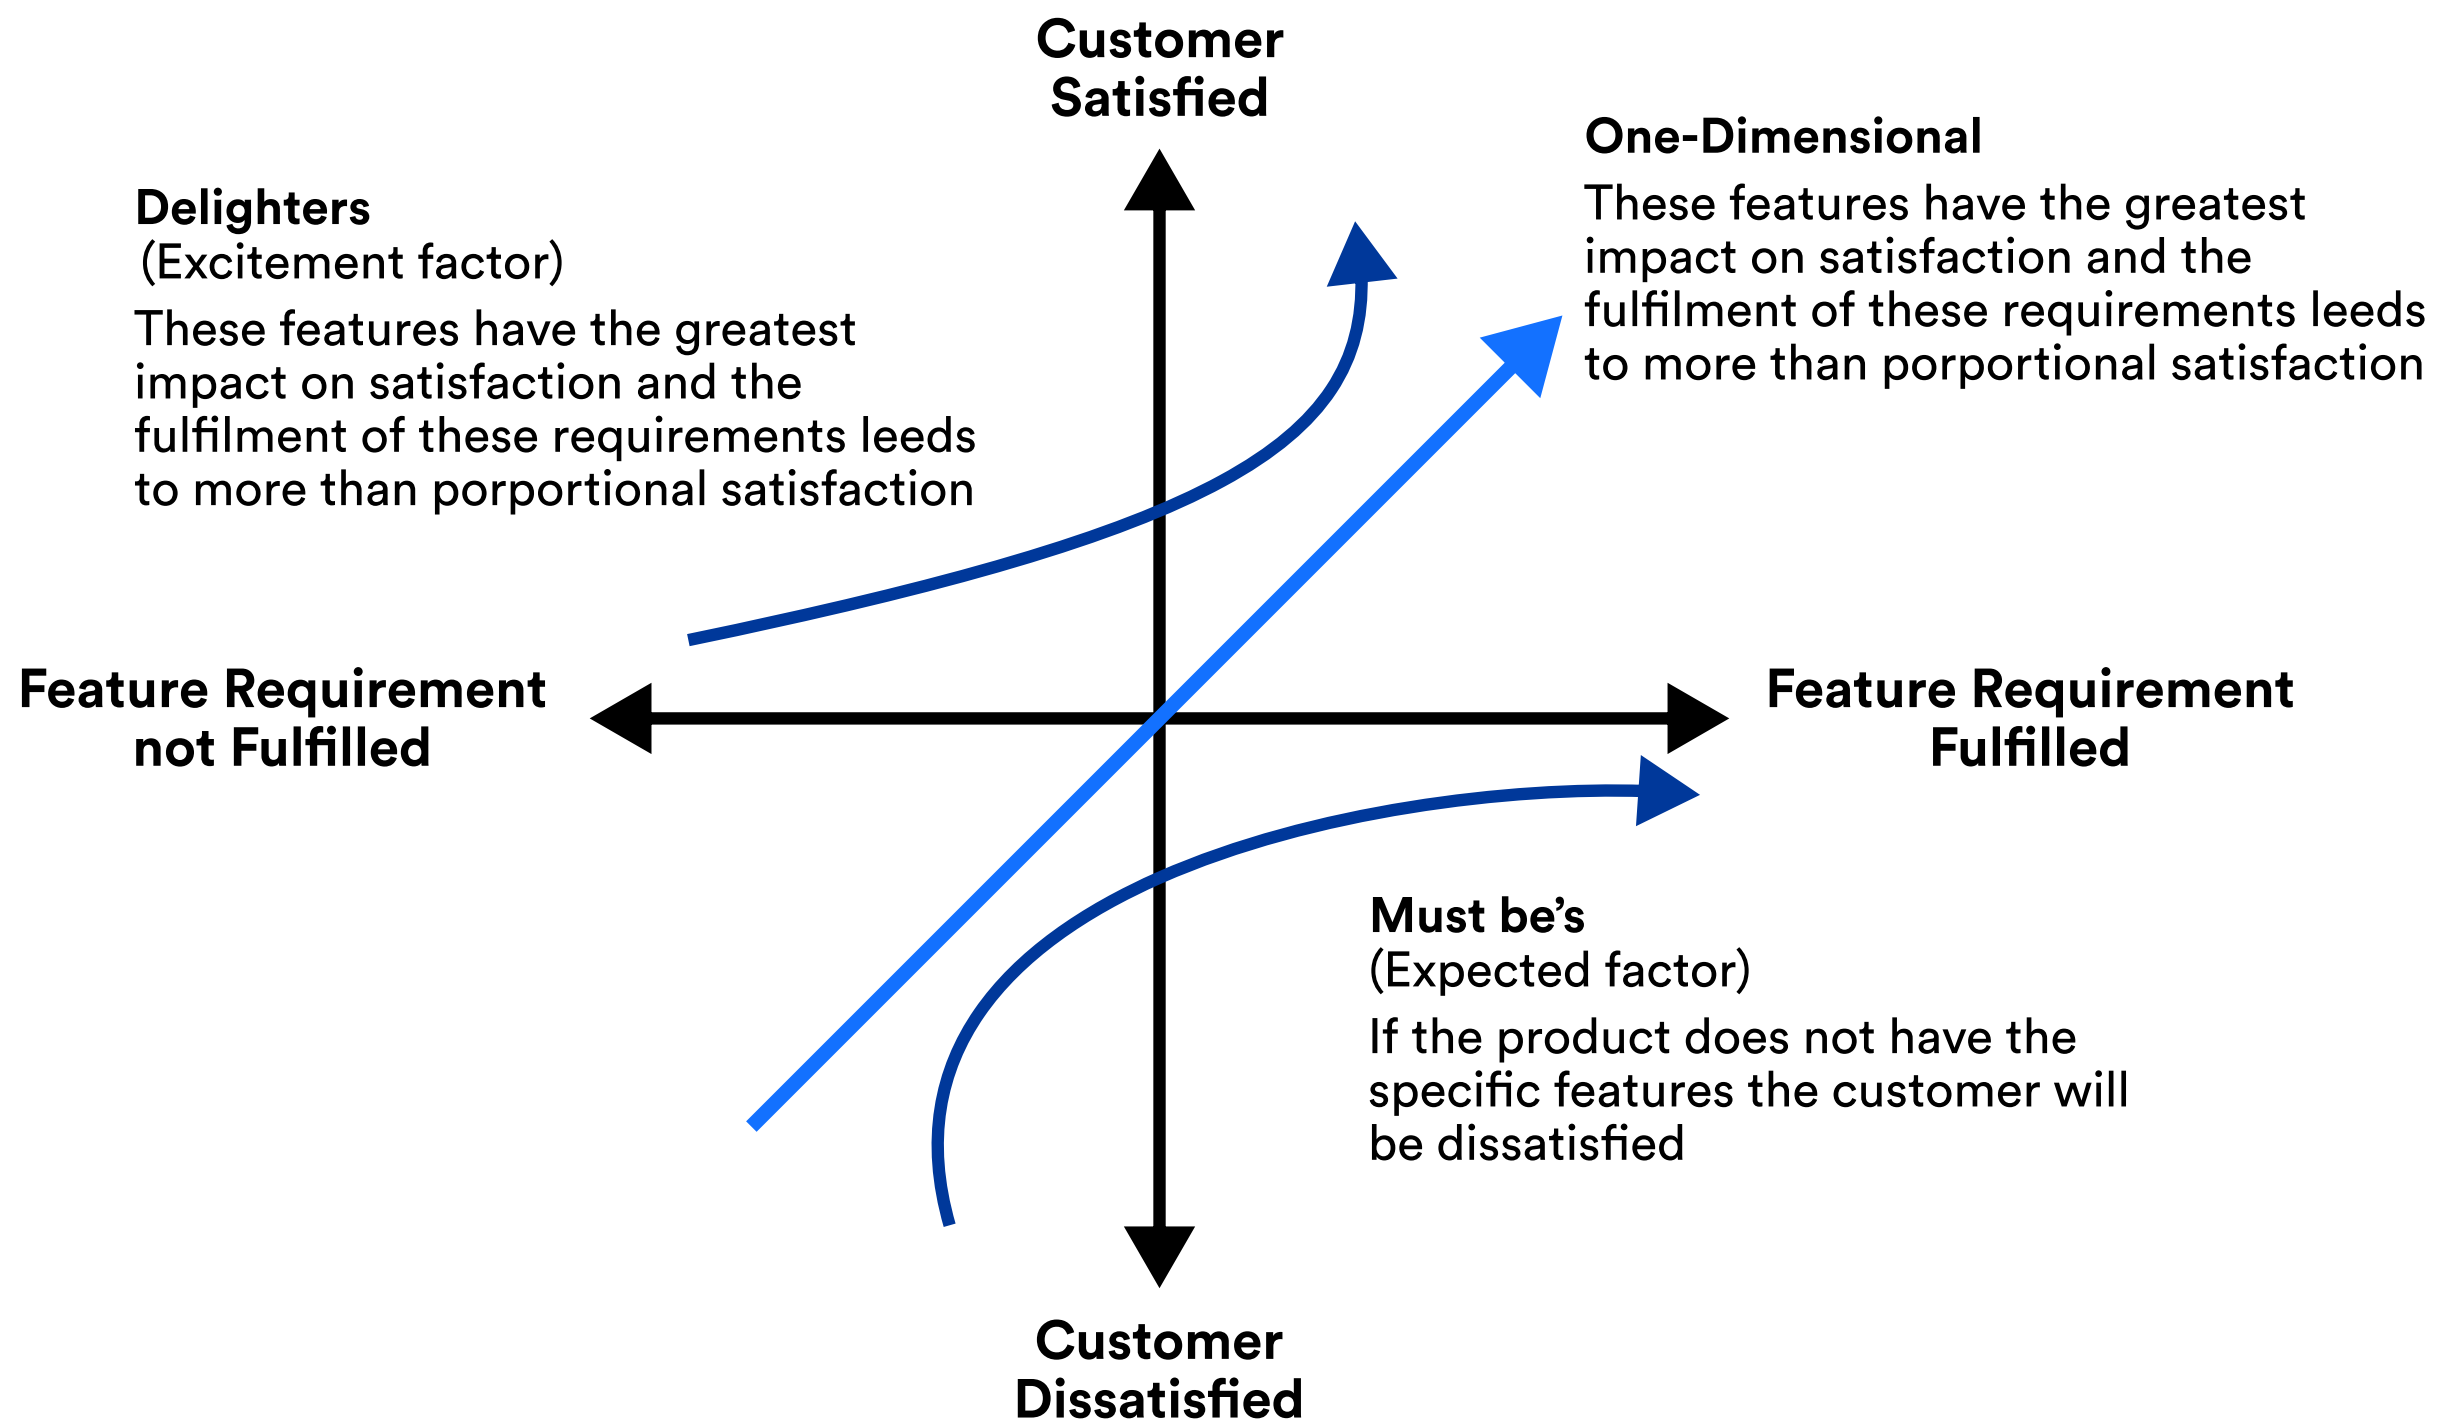 Customer
Satisfied
One-Dimensional
These features have the greatest
impact on satisfaction and the
fulfilment of these requirements leeds
to more than porportional satisfaction
Delighters
(Excitement factor)
These features have the greatest
impact on satisfaction and the
fulfilment of these requirements leeds
to more than porportional satisfaction
Feature Requirement
not Fulfilled
Feature Requirement
Fulfilled
Must be’s
(Expected factor)
If the product does not have the
specific features the customer will
be dissatisfied
Customer
Dissatisfied